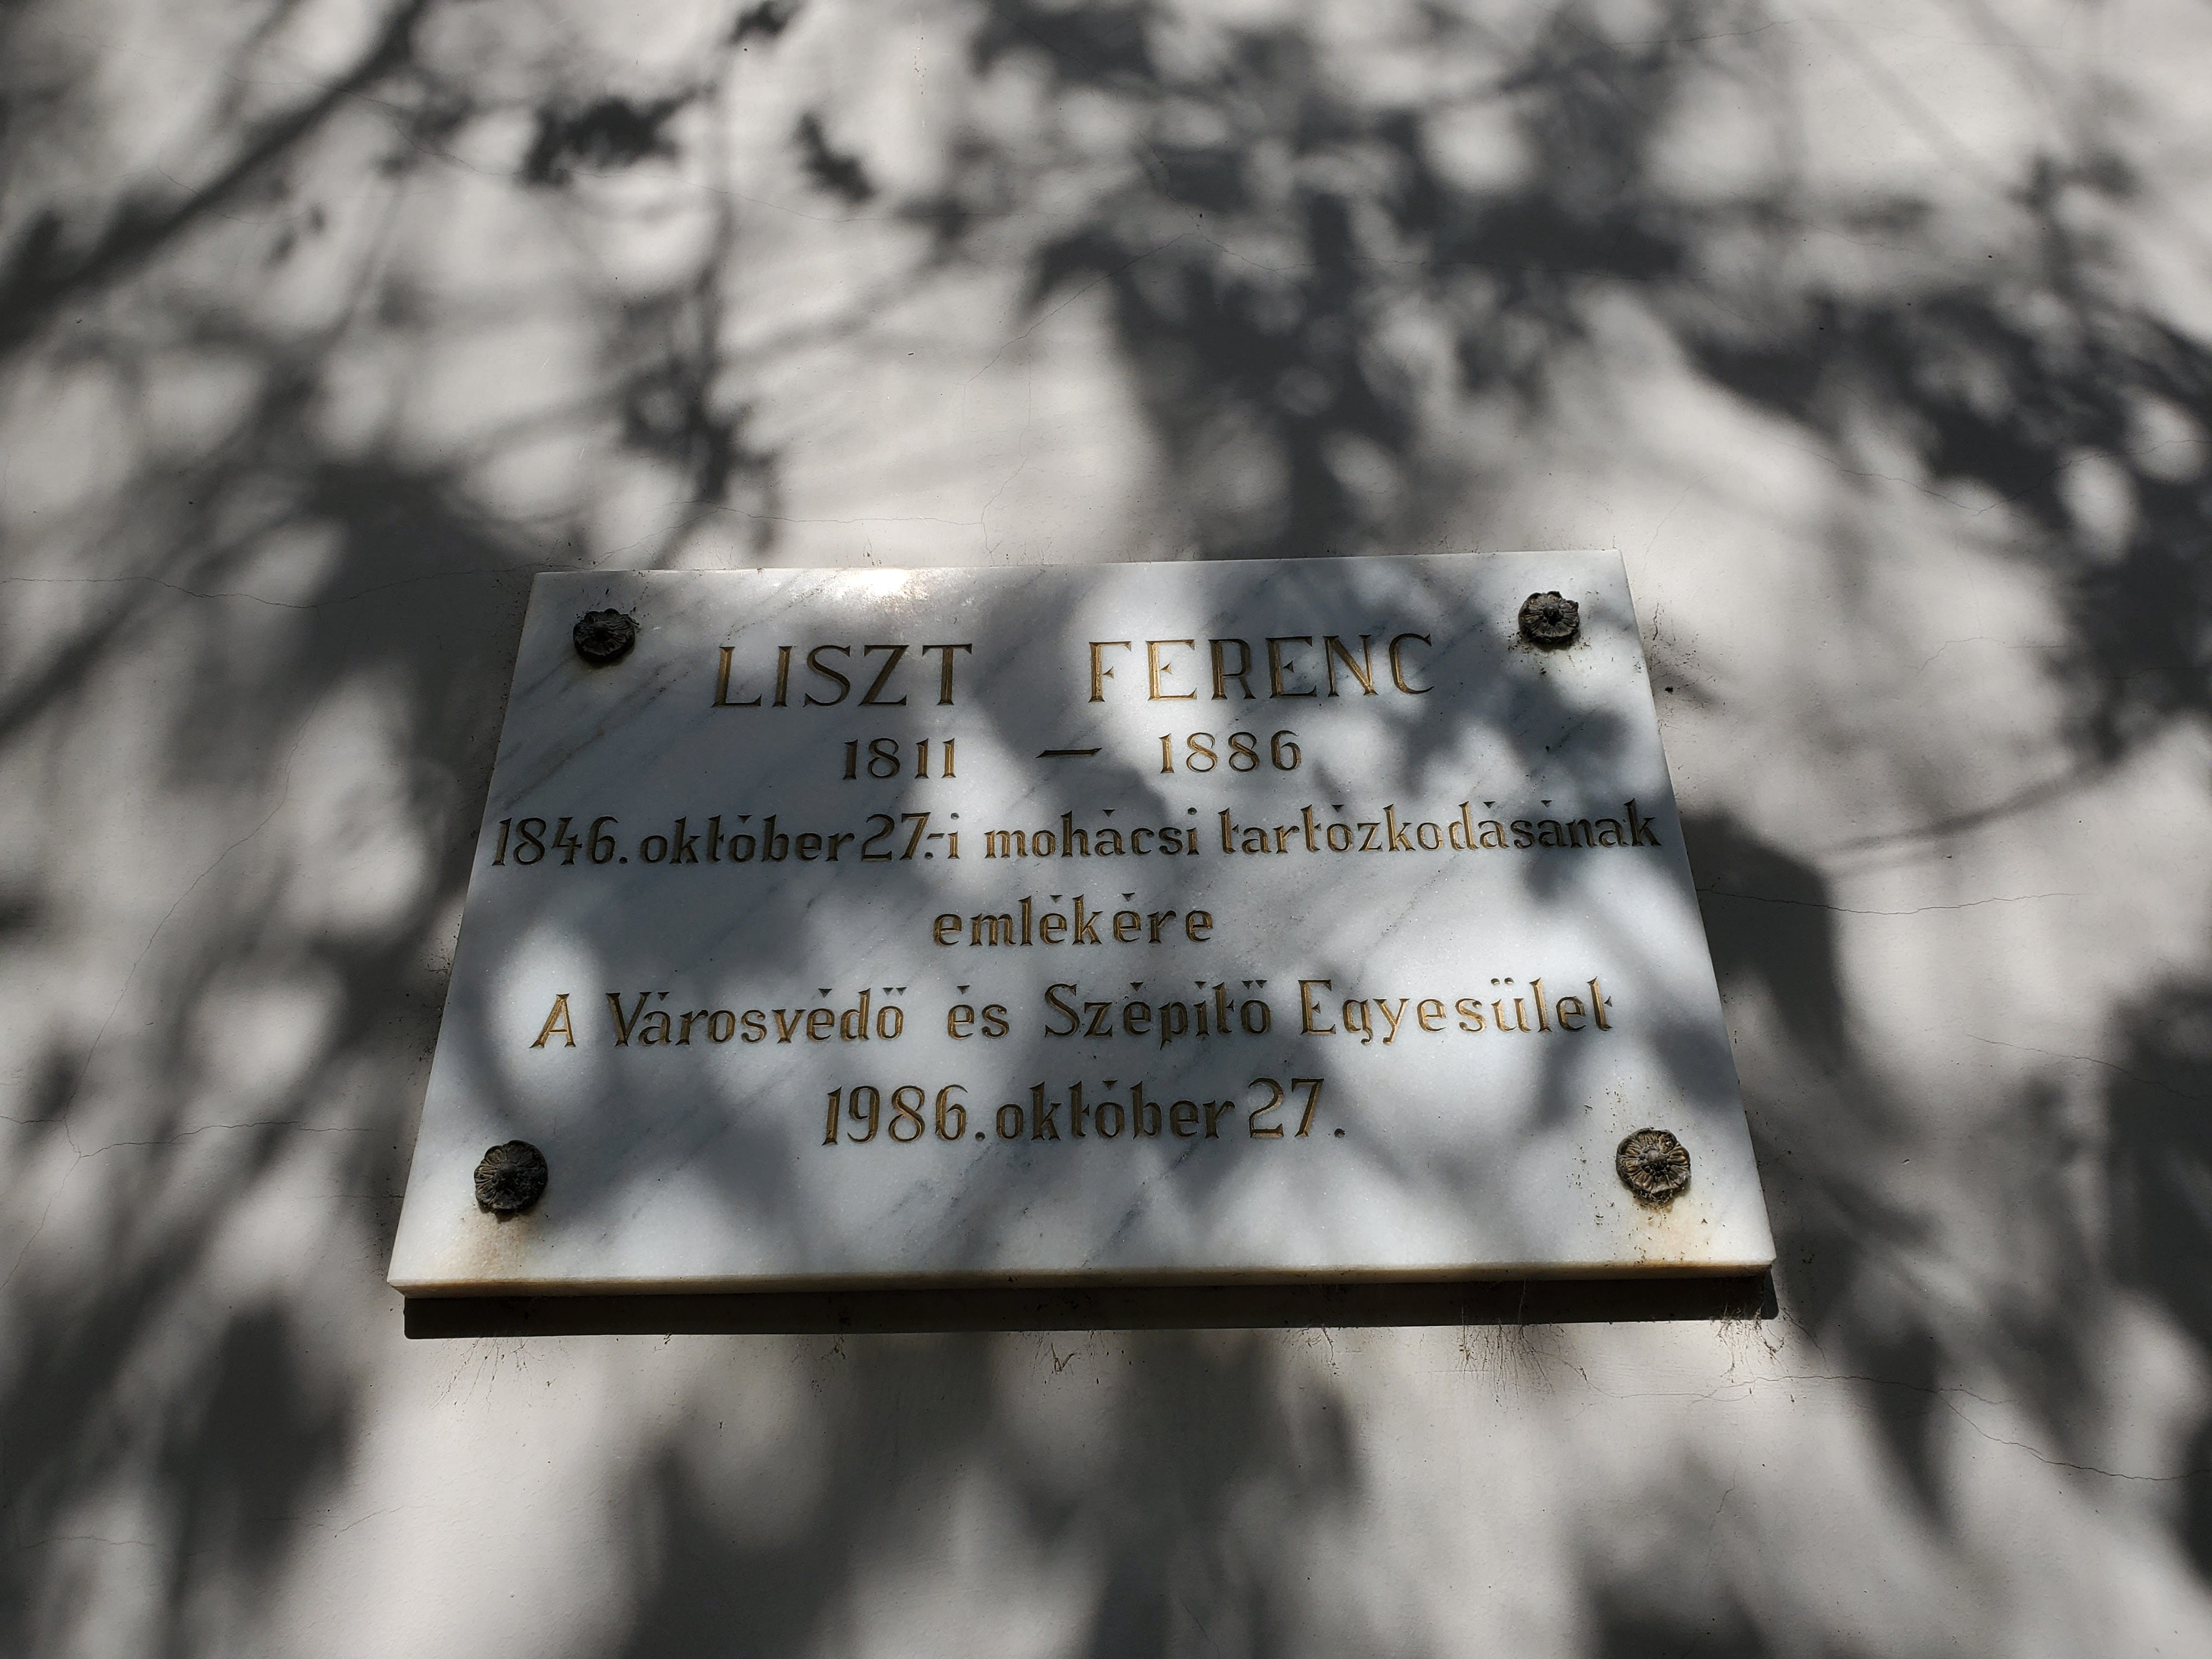 LISZT FERENC
1811 — 1886
1846. október 27.-i mohácsi tartózkodásának
emlékére
A Városvédő és Szépítő Egyesület
1986. október 27.